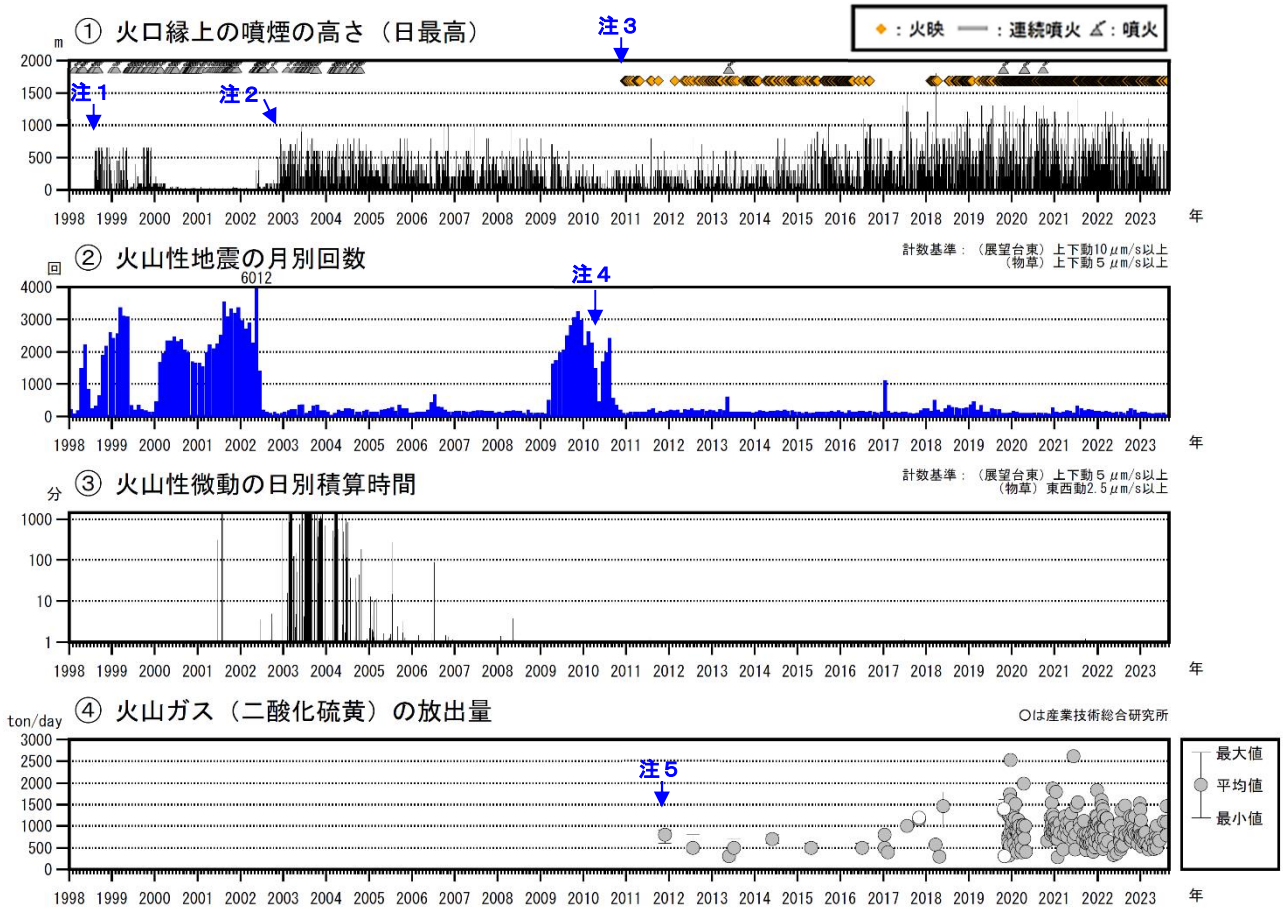 ① 火口縁上の噴煙の高さ（日最高）
注３
◆：火映 ━：連続噴火 ：噴火
m
2000
1500
1000
500
0
注１
注２
1998 1999 2000 2001 2002 2003 2004 2005 2006 2007 2008 2009 2010 2011 2012 2013 2014 2015 2016 2017 2018 2019 2020 2021 2022 2023 年
② 火山性地震の月別回数
計数基準：（展望台東）上下動10μm/s以上
（物草）上下動５μm/s以上
回
6012
注４
4000
3000
2000
1000
0
1998 1999 2000 2001 2002 2003 2004 2005 2006 2007 2008 2009 2010 2011 2012 2013 2014 2015 2016 2017 2018 2019 2020 2021 2022 2023 年
③ 火山性微動の日別積算時間
計数基準：（展望台東）上下動５μm/s以上
（物草）東西動2.5μm/s以上
分
1000
100
10
1
1998 1999 2000 2001 2002 2003 2004 2005 2006 2007 2008 2009 2010 2011 2012 2013 2014 2015 2016 2017 2018 2019 2020 2021 2022 2023 年
④ 火山ガス（二酸化硫黄）の放出量
○は産業技術総合研究所
ton/day
3000
2500
2000
1500
1000
500
0
注５
最大値
平均値
最小値
1998 1999 2000 2001 2002 2003 2004 2005 2006 2007 2008 2009 2010 2011 2012 2013 2014 2015 2016 2017 2018 2019 2020 2021 2022 2023 年